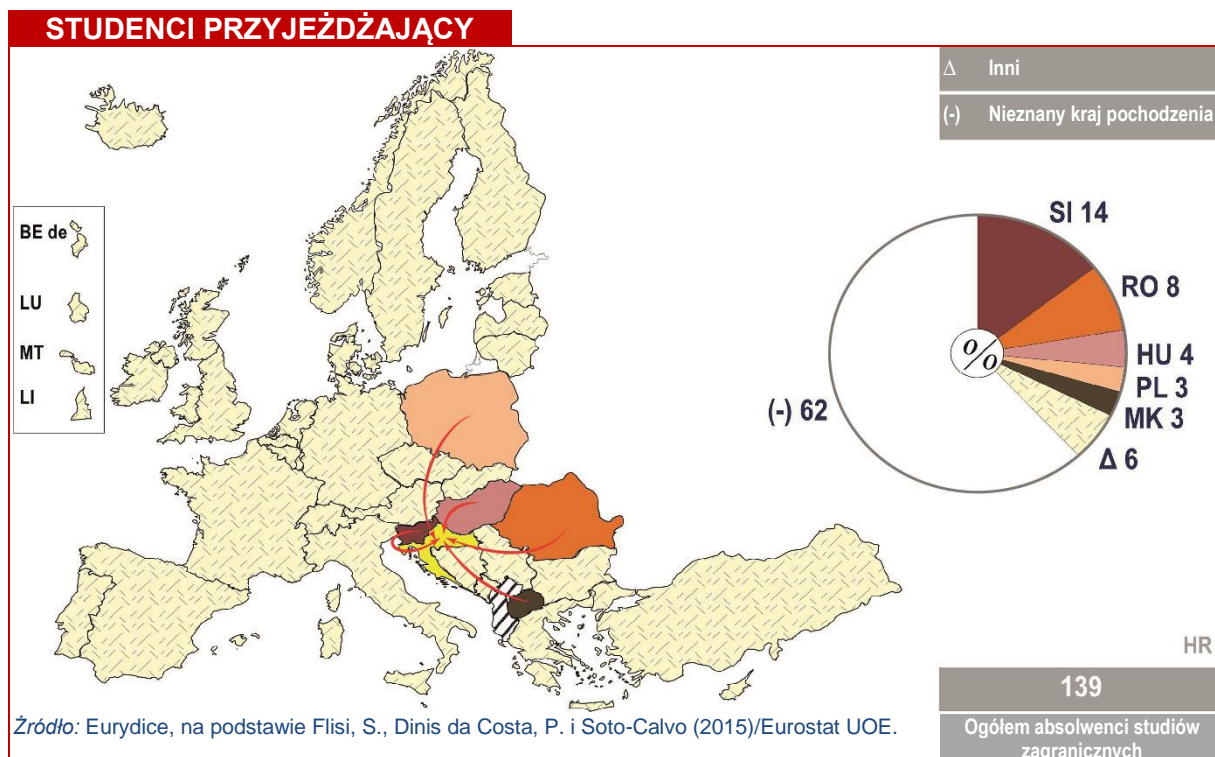 STUDENCI PRZYJEŻDŻAJĄCY
Δ Inni
(-) Nieznany kraj pochodzenia
BE de
LU
MT
LI
SI 14
RO 8
HU 4
PL 3
MK 3
Δ 6
(-) 62
%
HR
139
Ogółem absolwenci studiów
zagranicznych
Źródło: Eurydice, na podstawie Flisi, S., Dinis da Costa, P. i Soto-Calvo (2015)/Eurostat UOE.